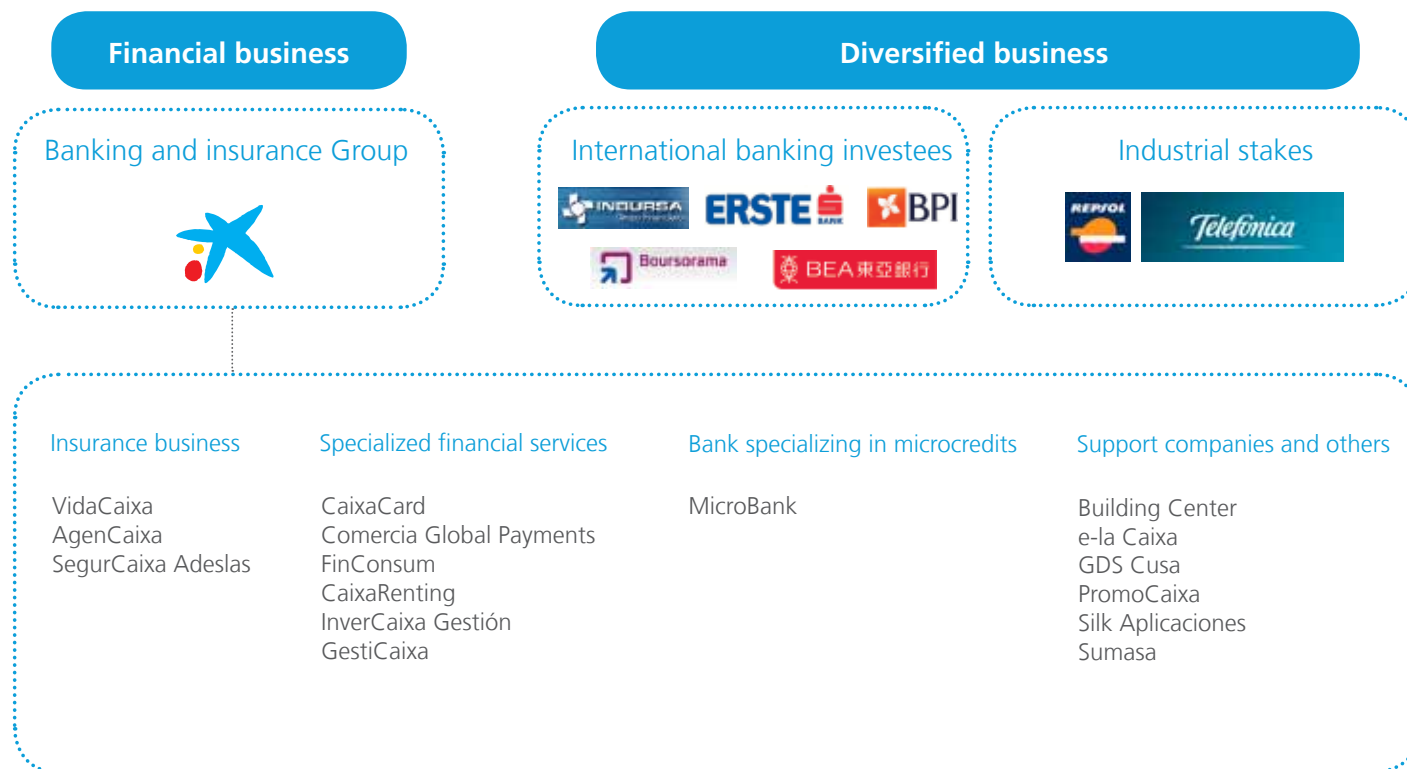 Financial business
Diversified business
Banking and insurance Group
International banking investees
Industrial stakes
INBURSA
Grupo Financiero
ERSTE
BANK
BPI
REPSOL
Telefonica
Boursorama
BEA東亞銀行
Insurance business
Specialized financial services
Bank specializing in microcredits
Support companies and others
VidaCaixa
AgenCaixa
SegurCaixa Adeslas
CaixaCard
Comercia Global Payments
FinConsum
CaixaRenting
InverCaixa Gestión
GestiCaixa
MicroBank
Building Center
e-la Caixa
GDS Cusa
PromoCaixa
Silk Aplicaciones
Sumasa